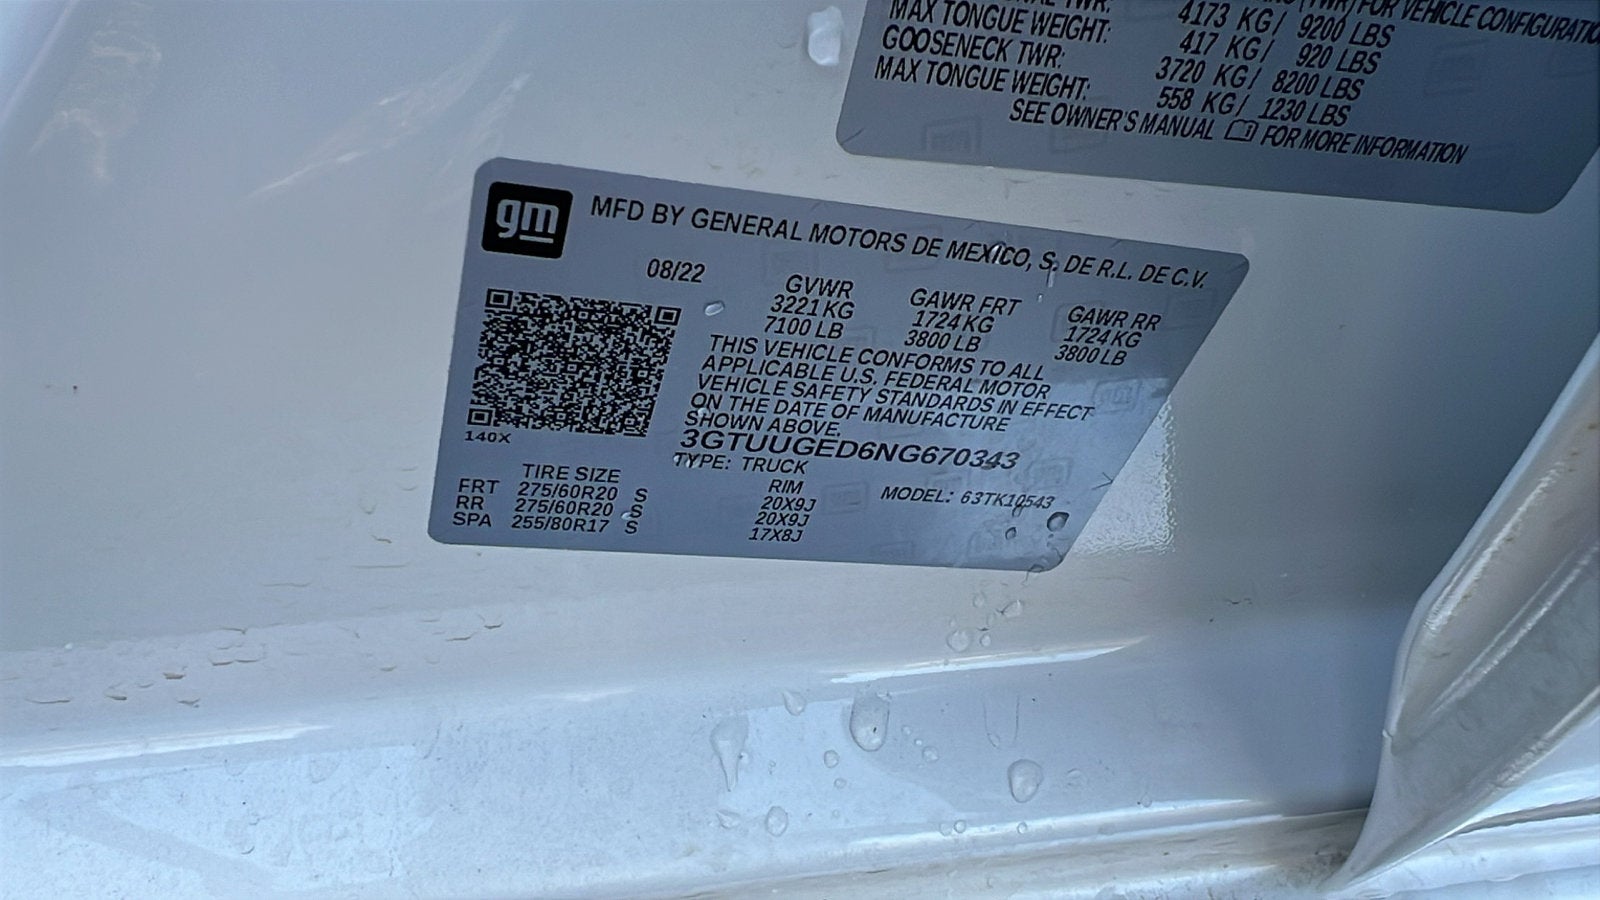 MAX TONGUE WEIGHT: 4173 KG/ 9200 LBS
GOOSENECK TWR: 417 KG/ 920 LBS
MAX TONGUE WEIGHT: 3720 KG/ 8200 LBS
558 KG/ 1230 LBS
SEE OWNER'S MANUAL FOR MORE INFORMATION
(TWR) FOR VEHICLE CONFIGURATIO
gm
MFD BY GENERAL MOTORS DE MEXICO, S. DE R.L. DE C.V.
08/22
GVWR GAWR FRT GAWR RR
3221 KG 1724 KG 1724 KG
7100 LB 3800 LB 3800 LB
THIS VEHICLE CONFORMS TO ALL
APPLICABLE U.S. FEDERAL MOTOR
VEHICLE SAFETY STANDARDS IN EFFECT
ON THE DATE OF MANUFACTURE
SHOWN ABOVE.
140X
3GTUUGED6NG670343
TYPE: TRUCK
TIRE SIZE RIM MODEL: 63TK10543
FRT 275/60R20 S 20X9J
RR 275/60R20 S 20X9J
SPA 255/80R17 S 17X8J